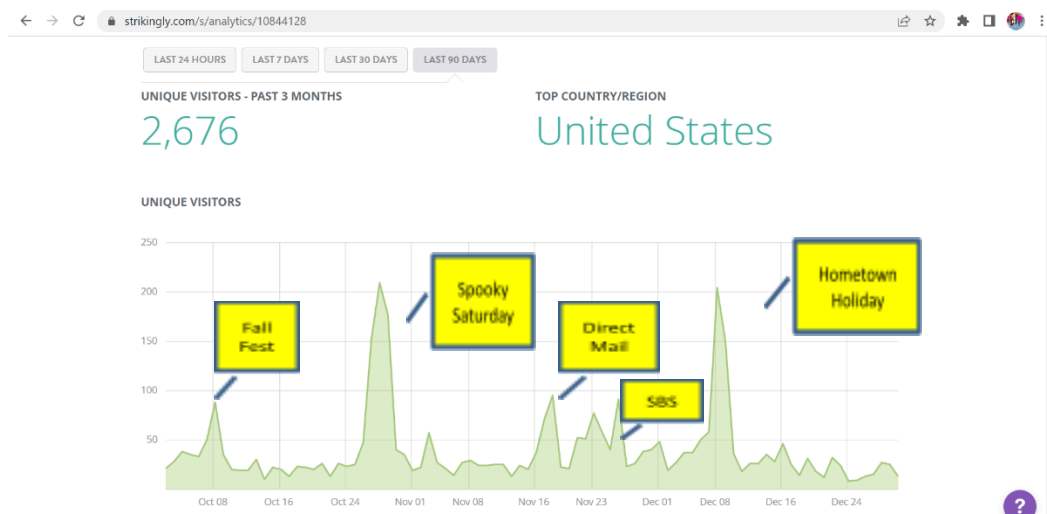 strikingly.com/s/analytics/10844128
LAST 24 HOURS LAST 7 DAYS LAST 30 DAYS LAST 90 DAYS
UNIQUE VISITORS - PAST 3 MONTHS
2,676
TOP COUNTRY/REGION
United States
UNIQUE VISITORS
250
200
150
100
50
Fall
Fest
Spooky
Saturday
Direct
Mail
SBS
Hometown
Holiday
Oct 08 Oct 16 Oct 24 Nov 01 Nov 08 Nov 16 Nov 23 Dec 01 Dec 08 Dec 16 Dec 24
?